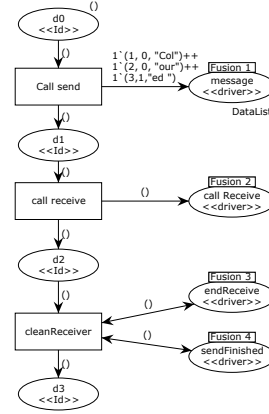 ()
d0
<<Id>>
()
1`(1, 0, "Col")++
1`(2, 0, "our")++
1`(3,1,"ed ")
Fusion 1
Call send
message
<<driver>>
DataList
()
d1
<<Id>>
()
Fusion 2
call receive
()
call Receive
<<driver>>
()
d2
<<Id>>
Fusion 3
endReceive
<<driver>>
()
()
cleanReceiver
()
Fusion 4
sendFinished
<<driver>>
()
d3
<<Id>>